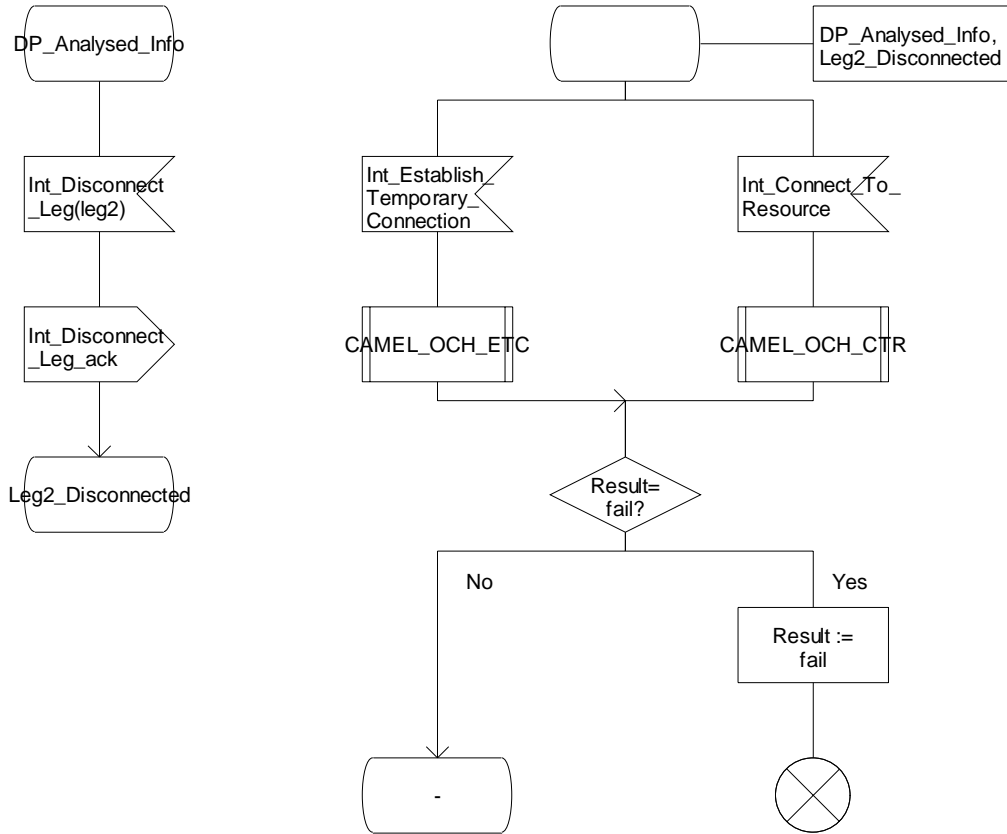 DP_Analysed_Info
Int_Disconnect
_Leg(leg2)
Int_Disconnect
_Leg_ack
Leg2_Disconnected
DP_Analysed_Info,
Leg2_Disconnected
Int_Establish_
Temporary_
Connection
Int_Connect_To_
Resource
CAMEL_OCH_ETC
CAMEL_OCH_CTR
Result=
fail?
No
Yes
Result :=
fail
-